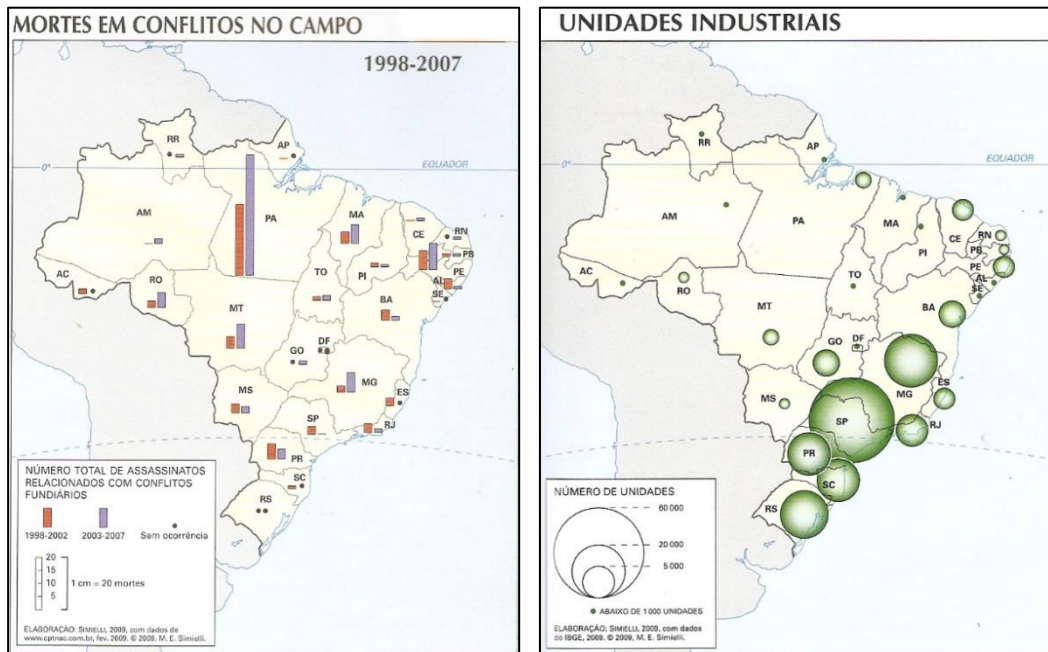 MORTES EM CONFLITOS NO CAMPO
1998-2007
RR
AP
0°
EQUADOR
AM
PA
MA
CE
RN
PB
PE
AL
SE
PI
AC
RO
TO
BA
MT
GO
DF
MG
ES
MS
SP
RJ
PR
SC
RS
NÚMERO TOTAL DE ASSASSINATOS
RELACIONADOS COM CONFLITOS
FUNDIÁRIOS
1998-2002
2003-2007
Sem ocorrência
20
15
10
5
1 cm = 20 mortes
ELABORAÇÃO: SIMIELLI, 2009, com dados de
www.cptnac.com.br, fev. 2009. © 2009, M. E. Simielli.
UNIDADES INDUSTRIAIS
RR
AP
0°
EQUADOR
AM
PA
MA
CE
RN
PB
PE
AL
SE
PI
AC
RO
TO
BA
MT
GO
DF
MG
ES
MS
SP
RJ
PR
SC
RS
NÚMERO DE UNIDADES
60 000
20 000
5 000
ABAIXO DE 1 000 UNIDADES
ELABORAÇÃO: SIMIELLI, 2009, com dados
do IBGE, 2009. © 2009, M. E. Simielli.